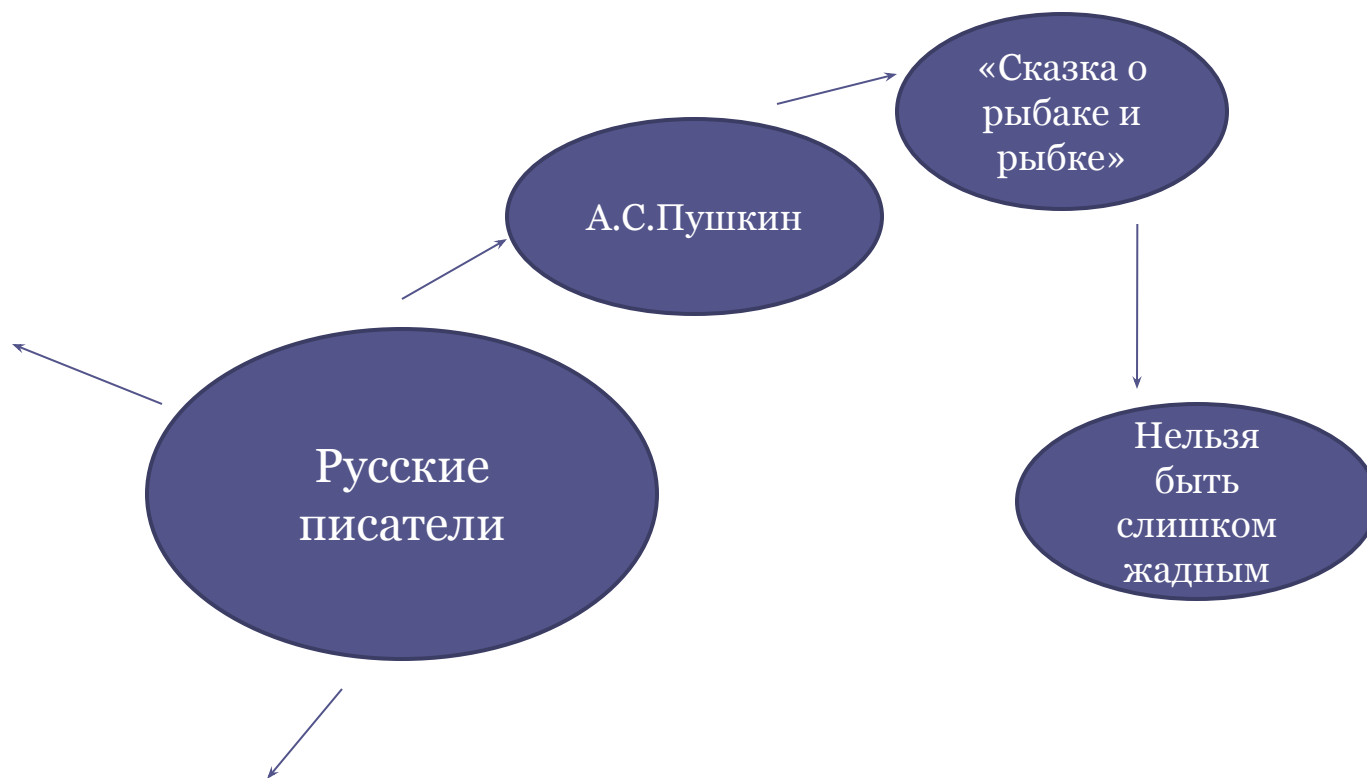 «Сказка о
рыбаке и
рыбке»
А.С.Пушкин
Русские
писатели
Нельзя
быть
слишком
жадным